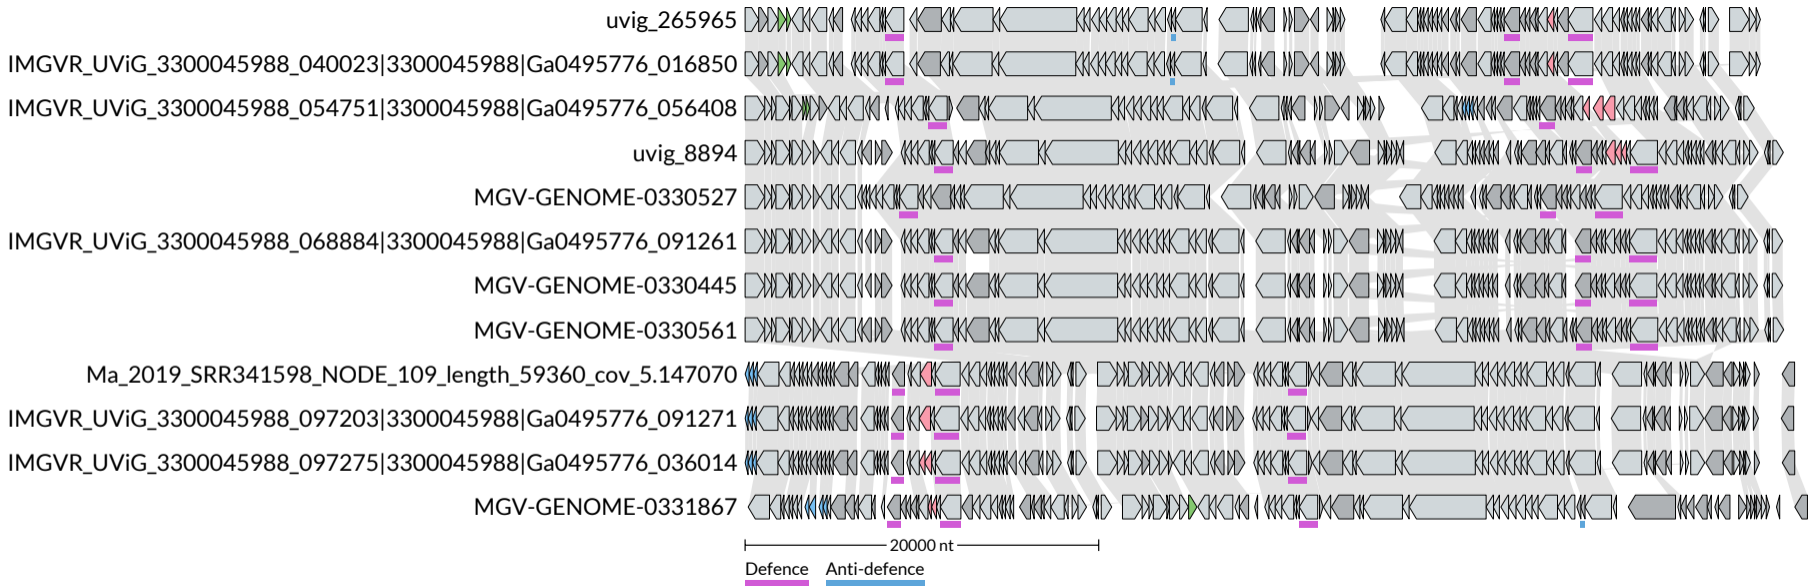 uvig_265965
IMGVR_UViG_3300045988_040023|3300045988|Ga0495776_016850
IMGVR_UViG_3300045988_054751|3300045988|Ga0495776_056408
uvig_8894
MGV-GENOME-0330527
IMGVR_UViG_3300045988_068884|3300045988|Ga0495776_091261
MGV-GENOME-0330445
MGV-GENOME-0330561
Ma_2019_SRR341598_NODE_109_length_59360_cov_5.147070
IMGVR_UViG_3300045988_097203|3300045988|Ga0495776_091271
IMGVR_UViG_3300045988_097275|3300045988|Ga0495776_036014
MGV-GENOME-0331867
20000 nt
Defence Anti-defence